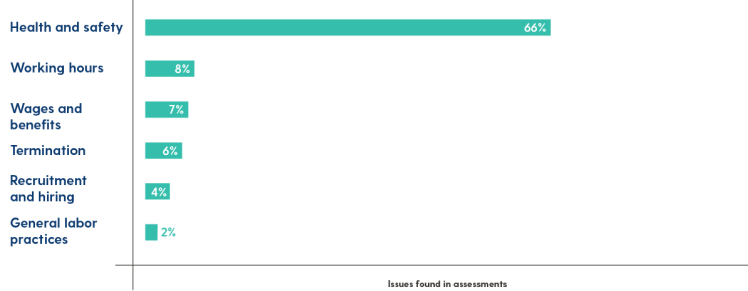 Health and safety
66%
Working hours
8%
Wages and
benefits
7%
Termination
6%
Recruitment
and hiring
4%
General labor
practices
2%
Issues found in assessments